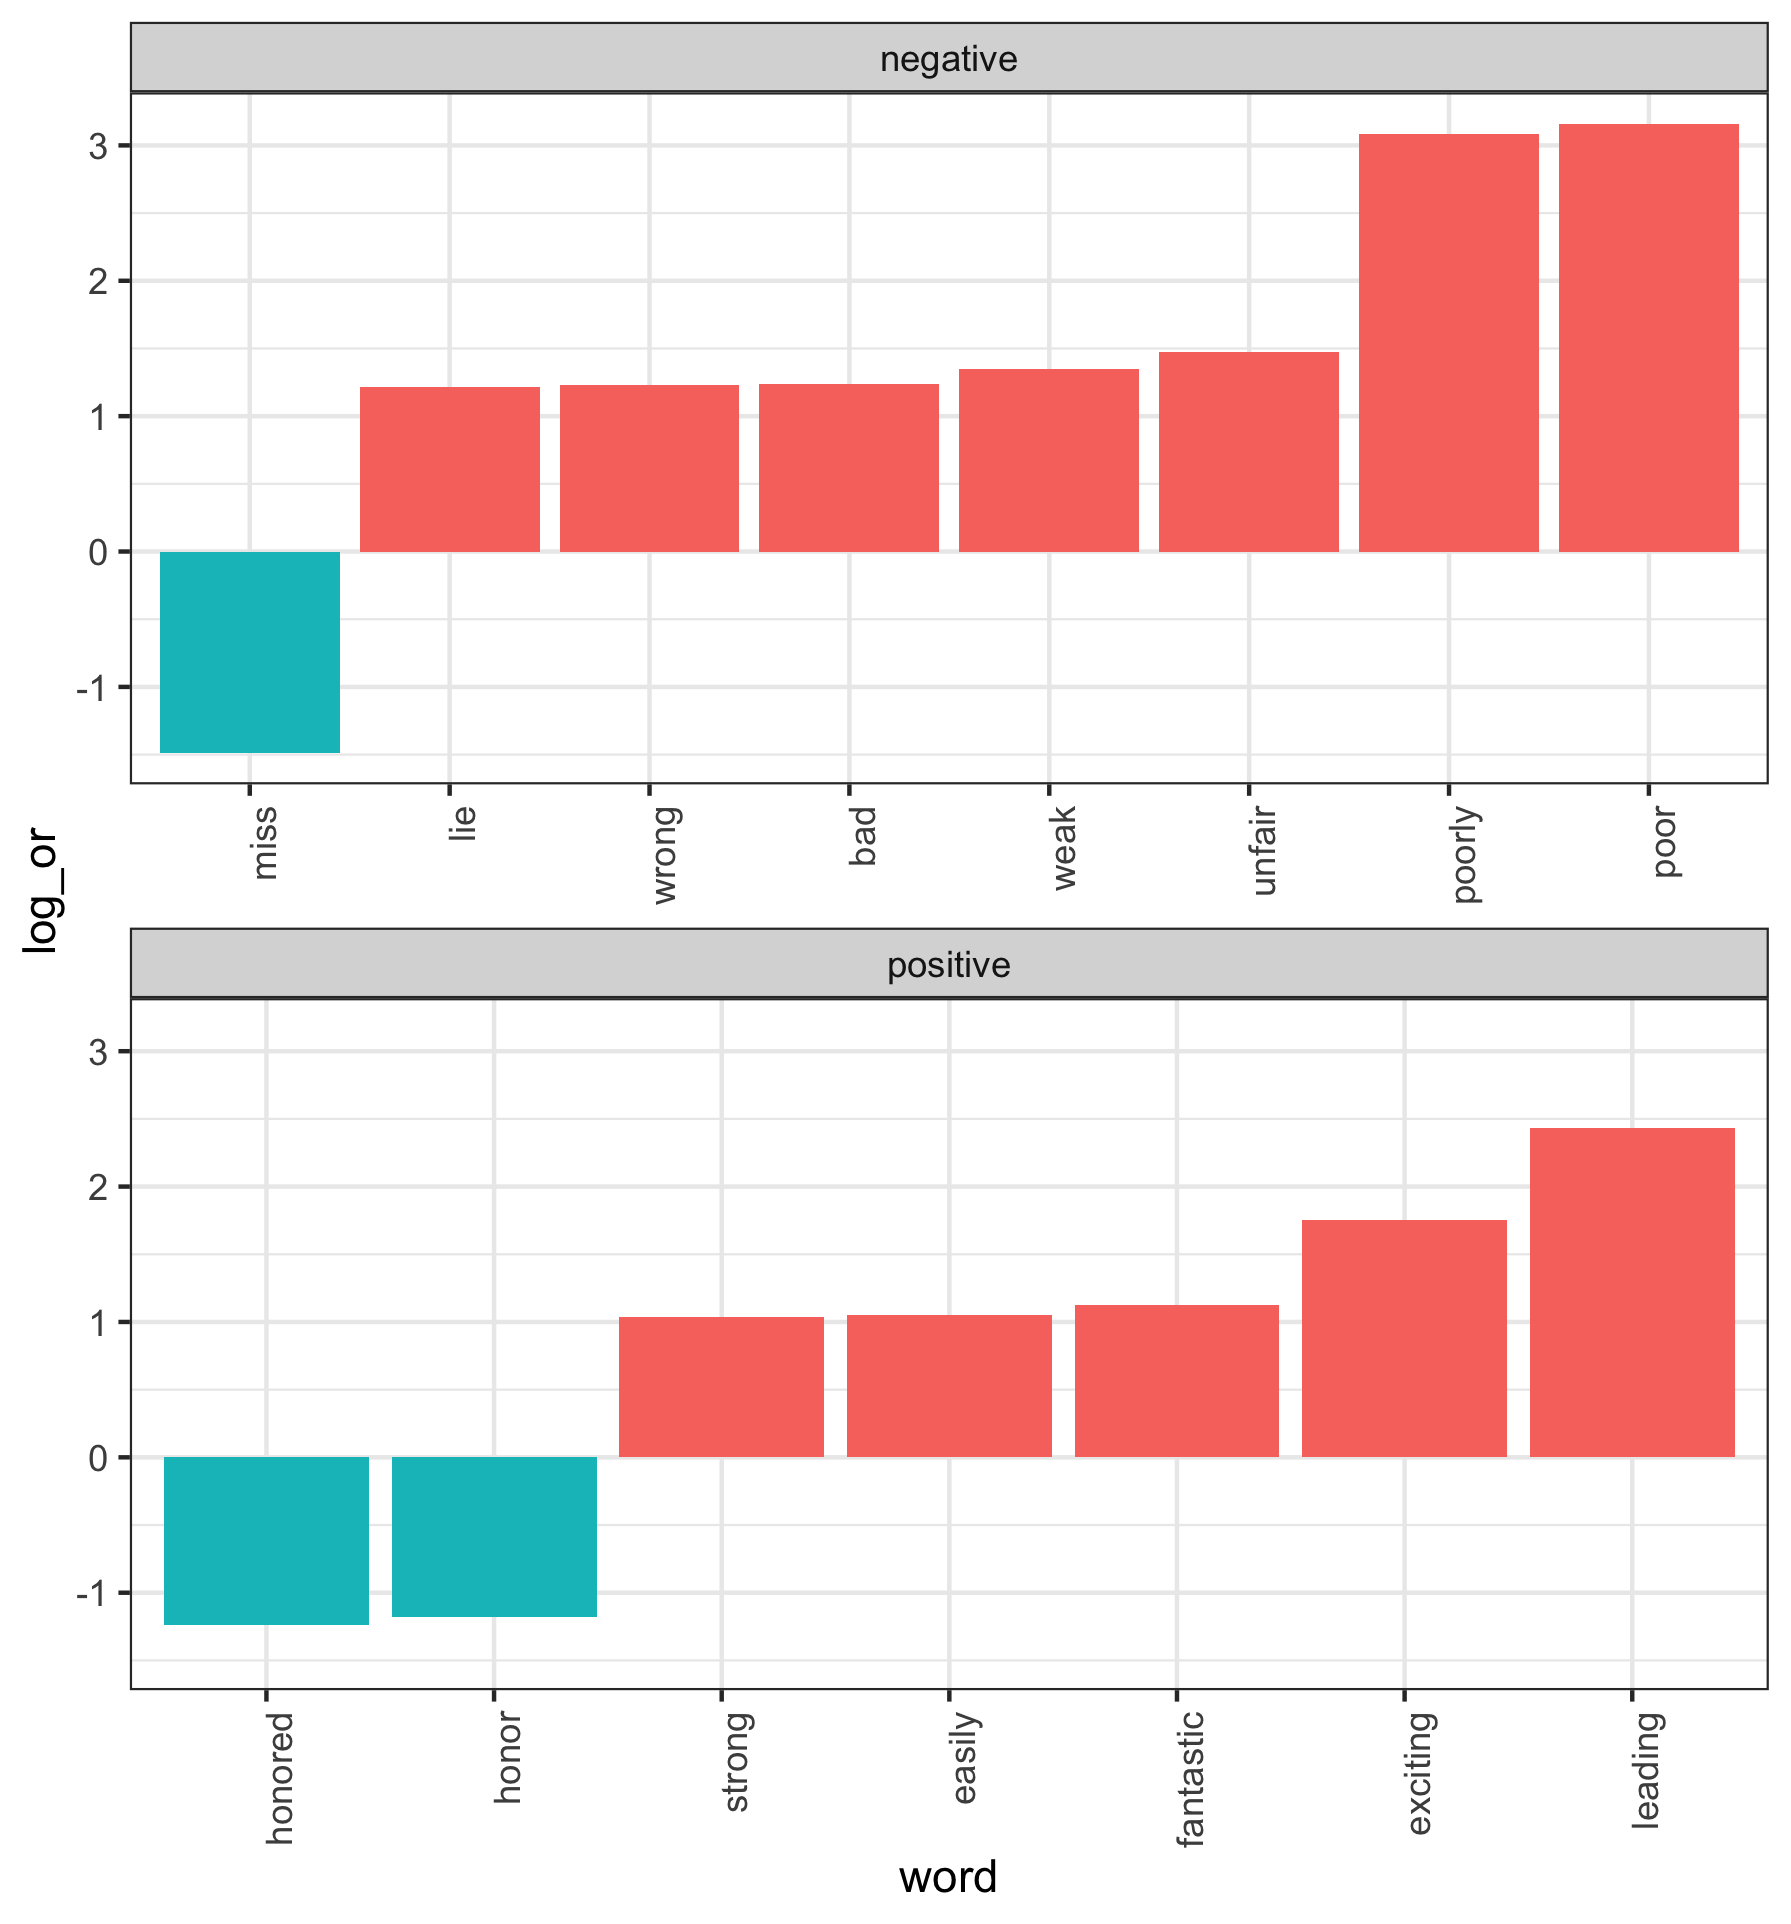 negative
3
2
1
0
-1
miss
lie
wrong
bad
weak
unfair
poorly
poor
log_or
positive
3
2
1
0
-1
honored
honor
strong
easily
fantastic
exciting
leading
word